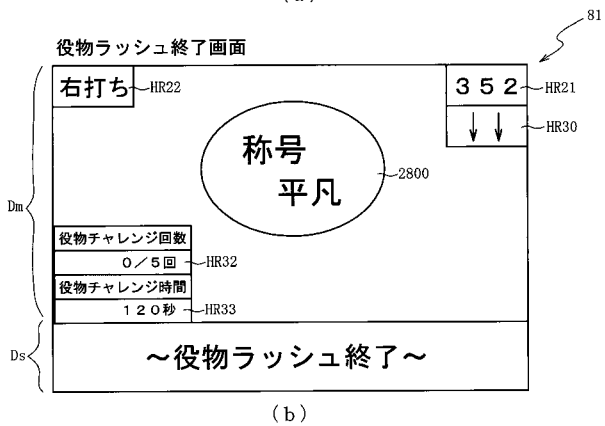 81
役物ラッシュ終了画面
右打ち
HR22
352
HR21
↓↓
HR30
称号
平凡
2800
Dm
役物チャレンジ回数
0/5回
HR32
役物チャレンジ時間
120秒
HR33
Ds
~役物ラッシュ終了~
(b)